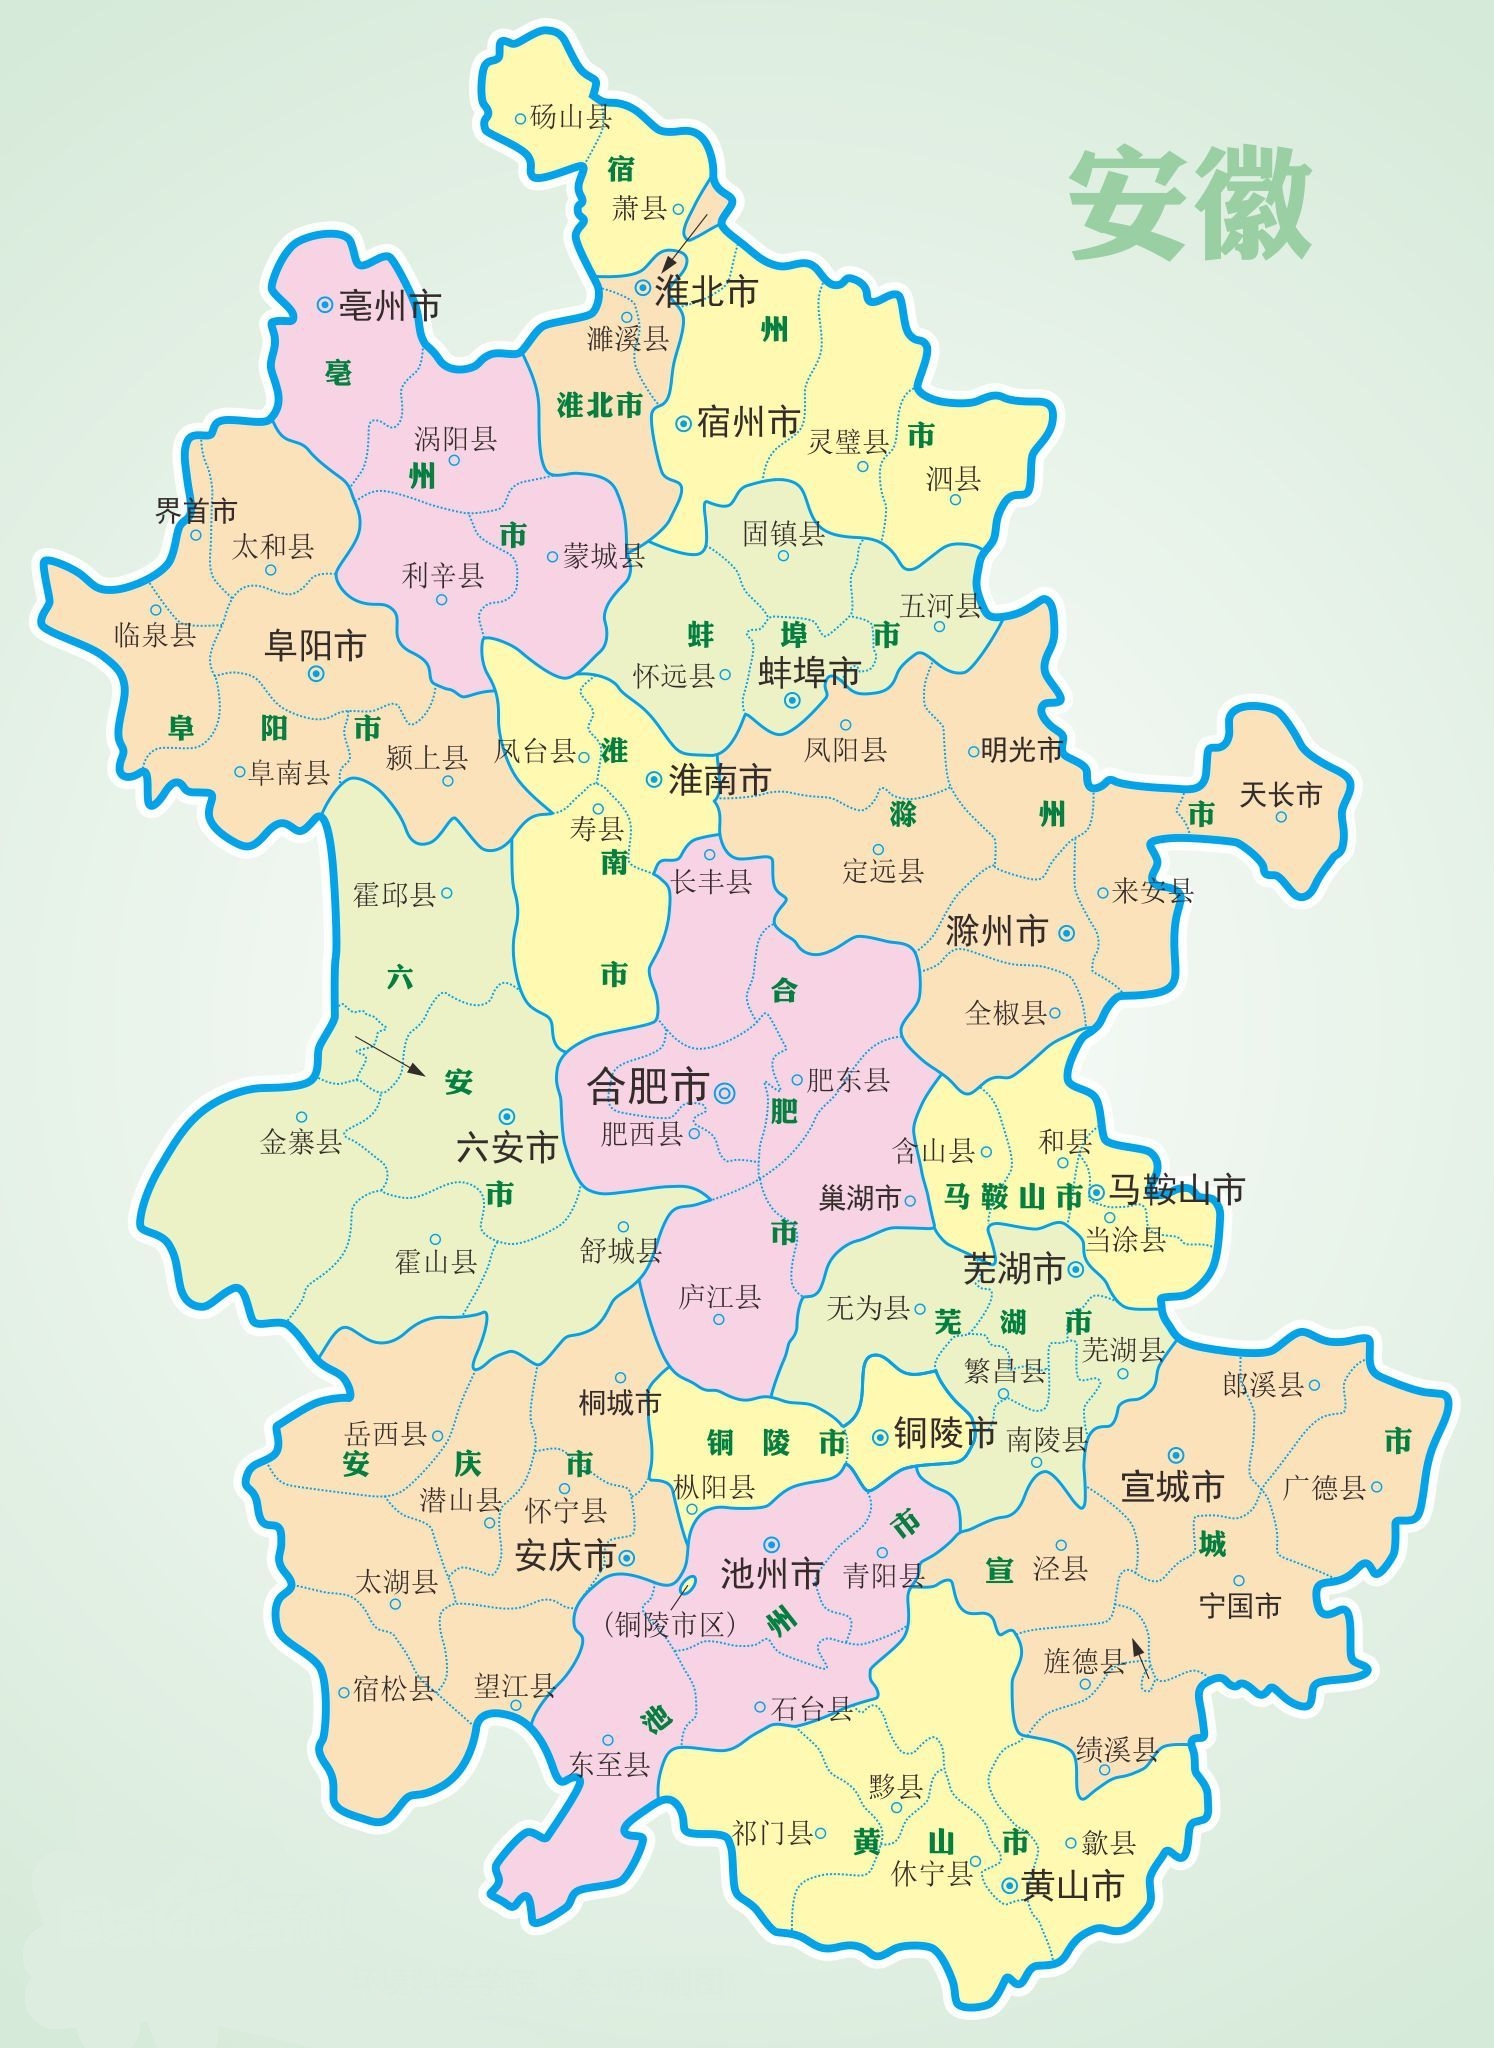 安徽
砀山县
宿
萧县
淮北市
亳州市
濉溪县
州
亳
淮北市
宿州市
灵璧县
市
涡阳县
州
泗县
界首市
太和县
市
固镇县
蒙城县
利辛县
五河县
临泉县
阜阳市
蚌
埠
市
怀远县
蚌埠市
阜
阳
市
颍上县
凤台县
淮
凤阳县
明光市
阜南县
淮南市
天长市
寿县
滁
州
市
南
长丰县
定远县
霍邱县
来安县
滁州市
六
市
合
全椒县
安
合肥市
肥东县
肥
金寨县
六安市
肥西县
含山县
和县
市
巢湖市
马鞍山市
马鞍山市
市
当涂县
霍山县
舒城县
芜湖市
庐江县
无为县
芜
湖
市
芜湖县
繁昌县
郎溪县
桐城市
岳西县
铜
陵
市
铜陵市
南陵县
市
安
庆
市
枞阳县
宣城市
广德县
潜山县
怀宁县
市
安庆市
池州市
青阳县
宣
泾县
城
太湖县
宁国市
(铜陵市区)
州
旌德县
宿松县
望江县
池
石台县
东至县
绩溪县
黟县
祁门县
黄
山
市
歙县
休宁县
黄山市